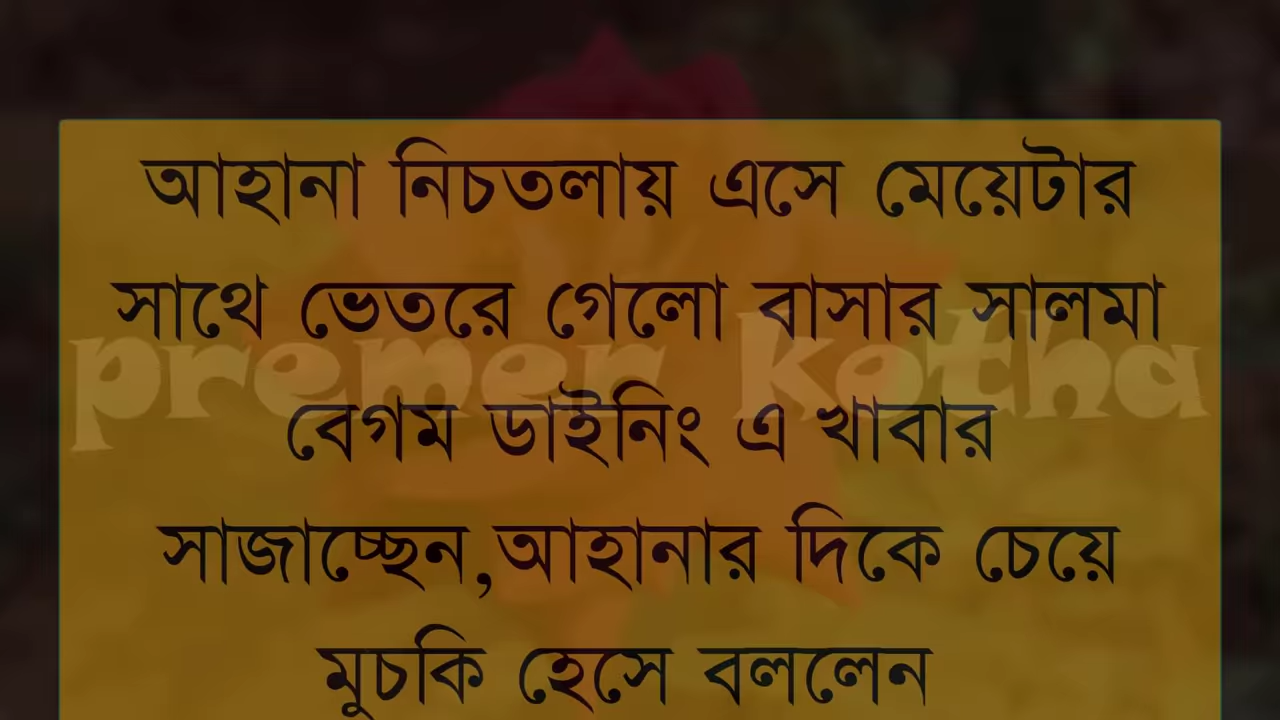 আহানা নিচতলায় এসে মেয়েটার
সাথে ভেতরে গেলো বাসার সালমা
premer kotha
বেগম ডাইনিং এ খাবার
সাজাচ্ছেন,আহানার দিকে চেয়ে
মুচকি হেসে বললেন